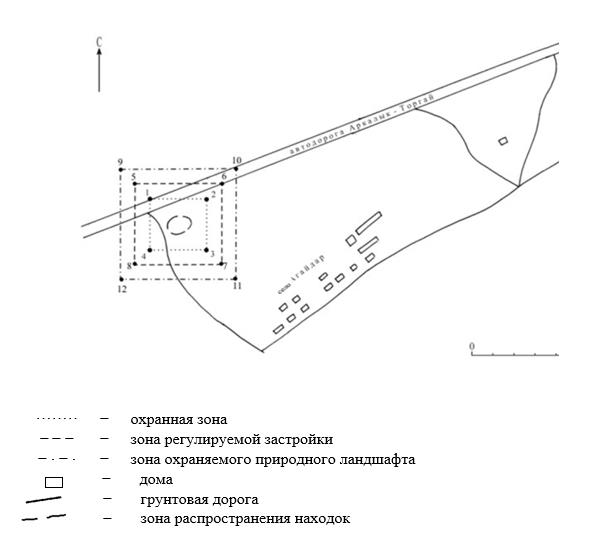 С
автодорога Аркалык - Торгай
9 10
5 6
1 2
4 3
8 7
12 11
село Агайдар
0
– охранная зона
– зона регулируемой застройки
– зона охраняемого природного ландшафта
– дома
– грунтовая дорога
– зона распространения находок